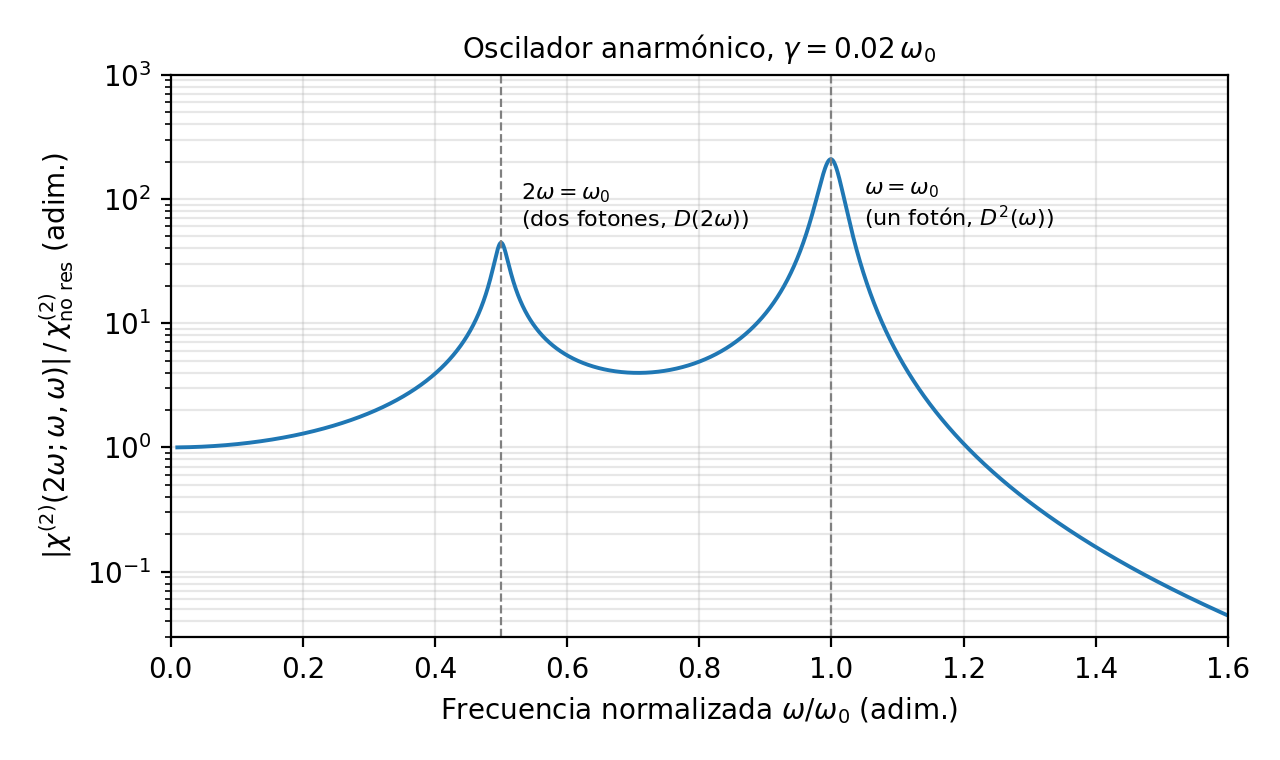 Oscilador anarmónico, γ = 0.02 ω₀
|χ⁽²⁾(2ω; ω, ω)| / χ⁽²⁾no res (adim.)
10³
10²
10¹
10⁰
10⁻¹
2ω = ω₀
(dos fotones, D(2ω))
ω = ω₀
(un fotón, D²(ω))
0.0 0.2 0.4 0.6 0.8 1.0 1.2 1.4 1.6
Frecuencia normalizada ω/ω₀ (adim.)